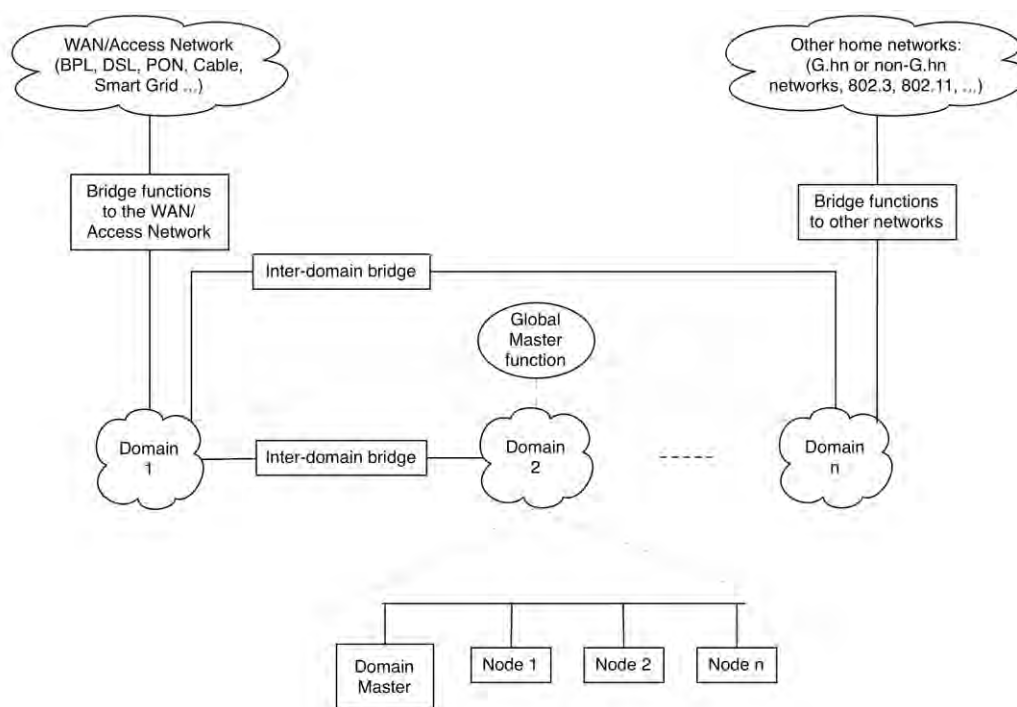 WAN/Access Network
(BPL, DSL, PON, Cable,
Smart Grid ...)
Other home networks:
(G.hn or non-G.hn
networks, 802.3, 802.11, ...)
Bridge functions
to the WAN/
Access Network
Bridge functions
to other networks
Inter-domain bridge
Global
Master
function
Domain
1
Inter-domain bridge
Domain
2
Domain
n
Domain
Master
Node 1
Node 2
Node n